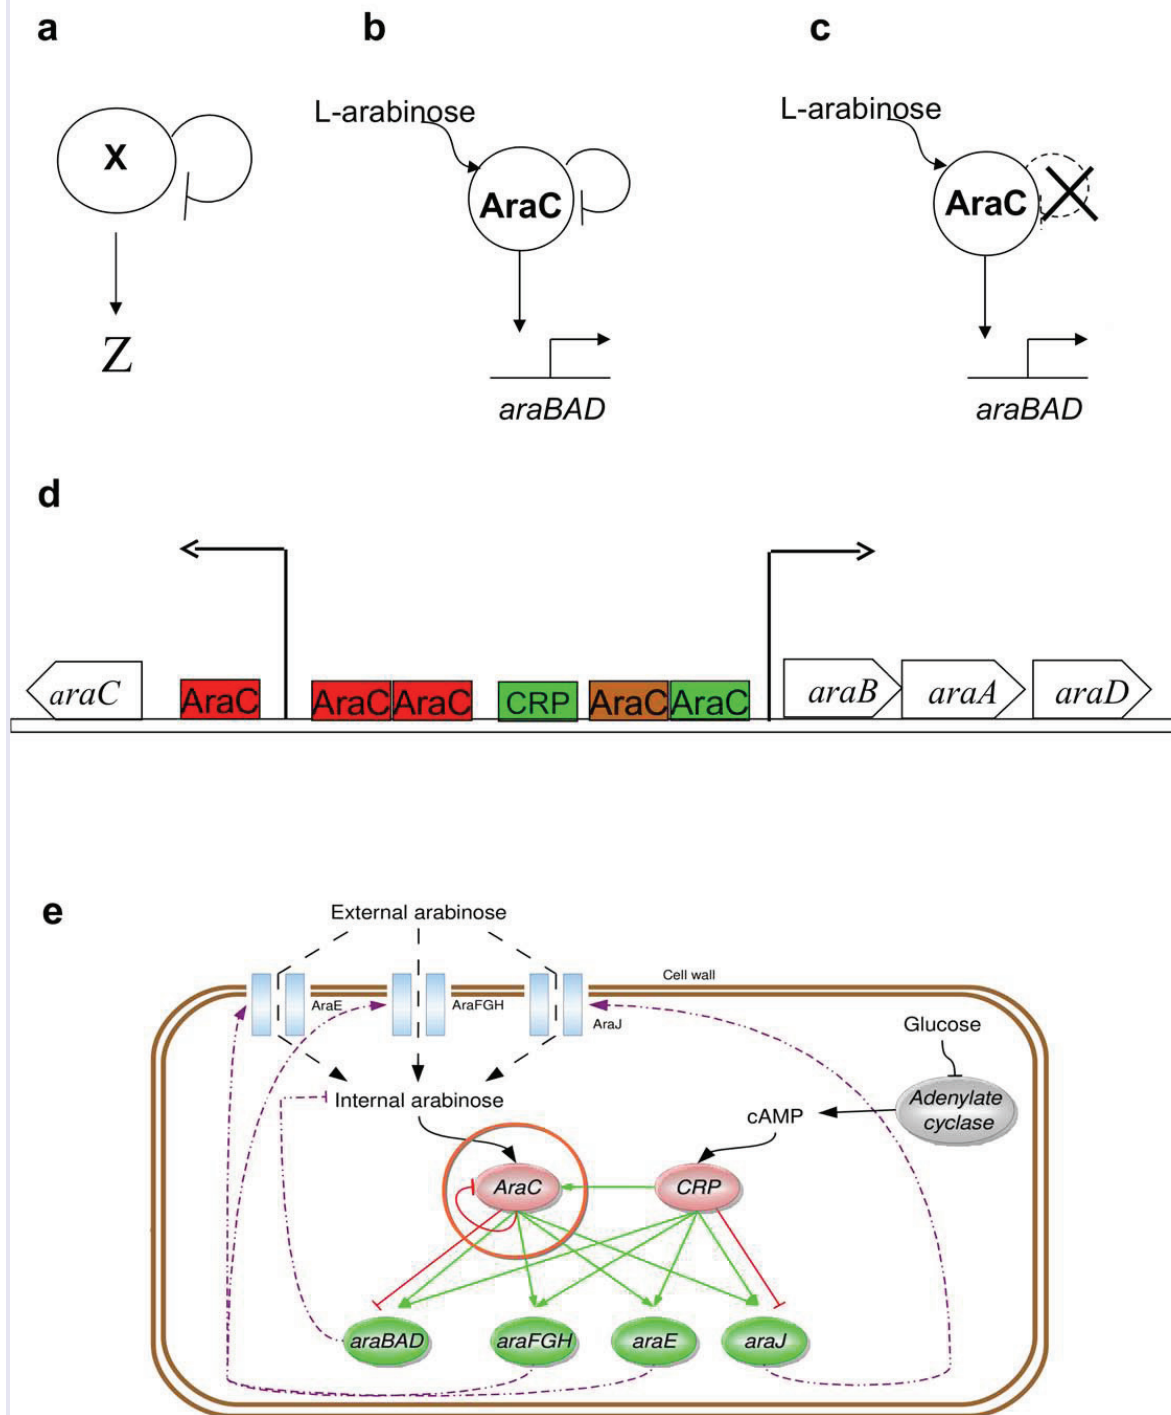 a
b
c
X
Z
L-arabinose
AraC
araBAD
L-arabinose
AraC
araBAD
d
araC
AraC
AraC
AraC
CRP
AraC
AraC
araB
araA
araD
e
External arabinose
Cell wall
AraE
AraFGH
AraJ
Glucose
Internal arabinose
Adenylate
cyclase
cAMP
AraC
CRP
araBAD
araFGH
araE
araJ